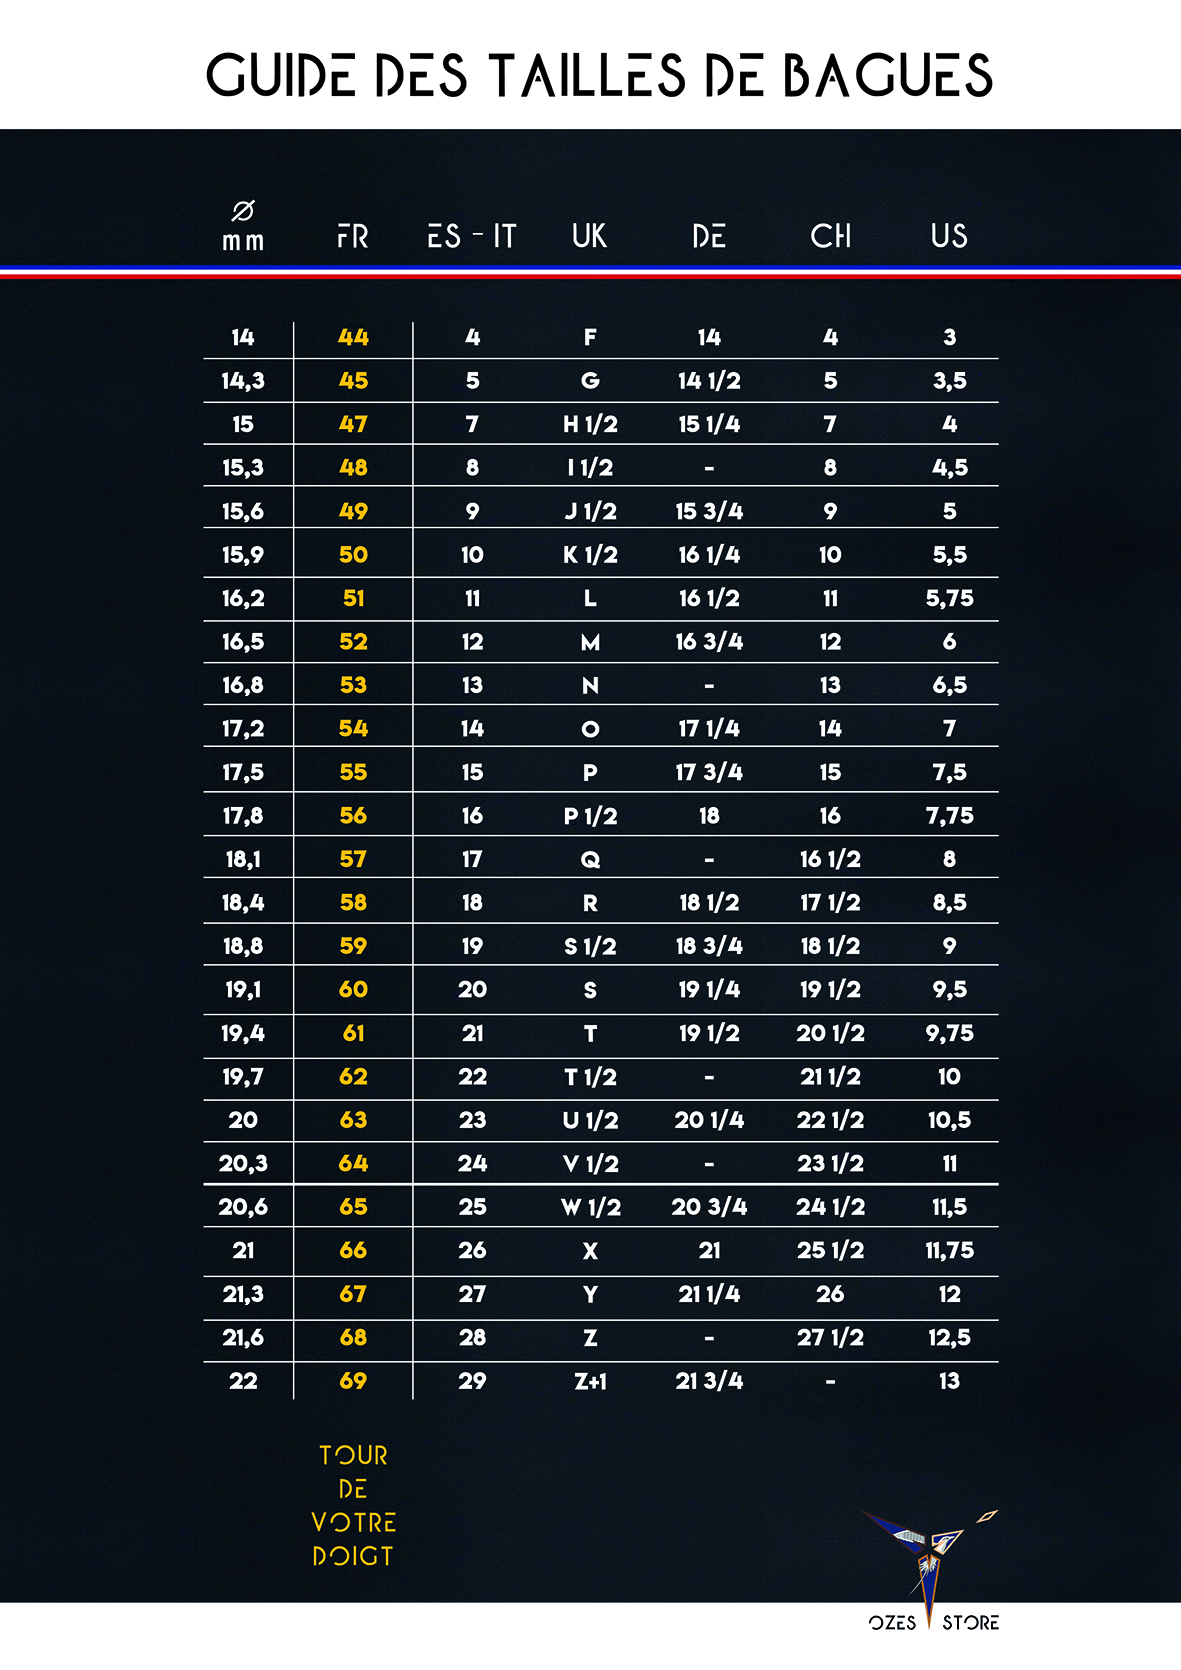 GUIDE DES TAILLES DE BAGUES
Ø
mm FR ES - IT UK DE CH US
14 44 4 F 14 4 3
14,3 45 5 G 14 1/2 5 3,5
15 47 7 H 1/2 15 1/4 7 4
15,3 48 8 I 1/2 - 8 4,5
15,6 49 9 J 1/2 15 3/4 9 5
15,9 50 10 K 1/2 16 1/4 10 5,5
16,2 51 11 L 16 1/2 11 5,75
16,5 52 12 M 16 3/4 12 6
16,8 53 13 N - 13 6,5
17,2 54 14 O 17 1/4 14 7
17,5 55 15 P 17 3/4 15 7,5
17,8 56 16 P 1/2 18 16 7,75
18,1 57 17 Q - 16 1/2 8
18,4 58 18 R 18 1/2 17 1/2 8,5
18,8 59 19 S 1/2 18 3/4 18 1/2 9
19,1 60 20 S 19 1/4 19 1/2 9,5
19,4 61 21 T 19 1/2 20 1/2 9,75
19,7 62 22 T 1/2 - 21 1/2 10
20 63 23 U 1/2 20 1/4 22 1/2 10,5
20,3 64 24 V 1/2 - 23 1/2 11
20,6 65 25 W 1/2 20 3/4 24 1/2 11,5
21 66 26 X 21 25 1/2 11,75
21,3 67 27 Y 21 1/4 26 12
21,6 68 28 Z - 27 1/2 12,5
22 69 29 Z+1 21 3/4 - 13
TOUR
DE
VOTRE
DOIGT
OZES STORE